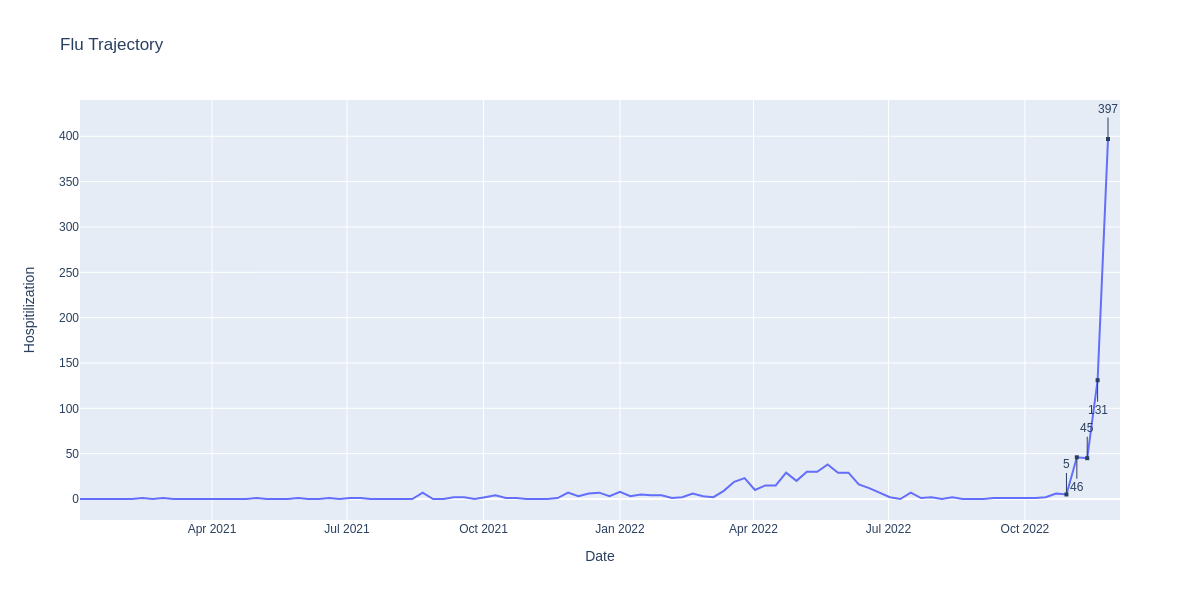 Flu Trajectory
397
400
350
300
250
200
150
100
50
0
131
45
5
46
Hospitilization
Apr 2021
Jul 2021
Oct 2021
Jan 2022
Apr 2022
Jul 2022
Oct 2022
Date